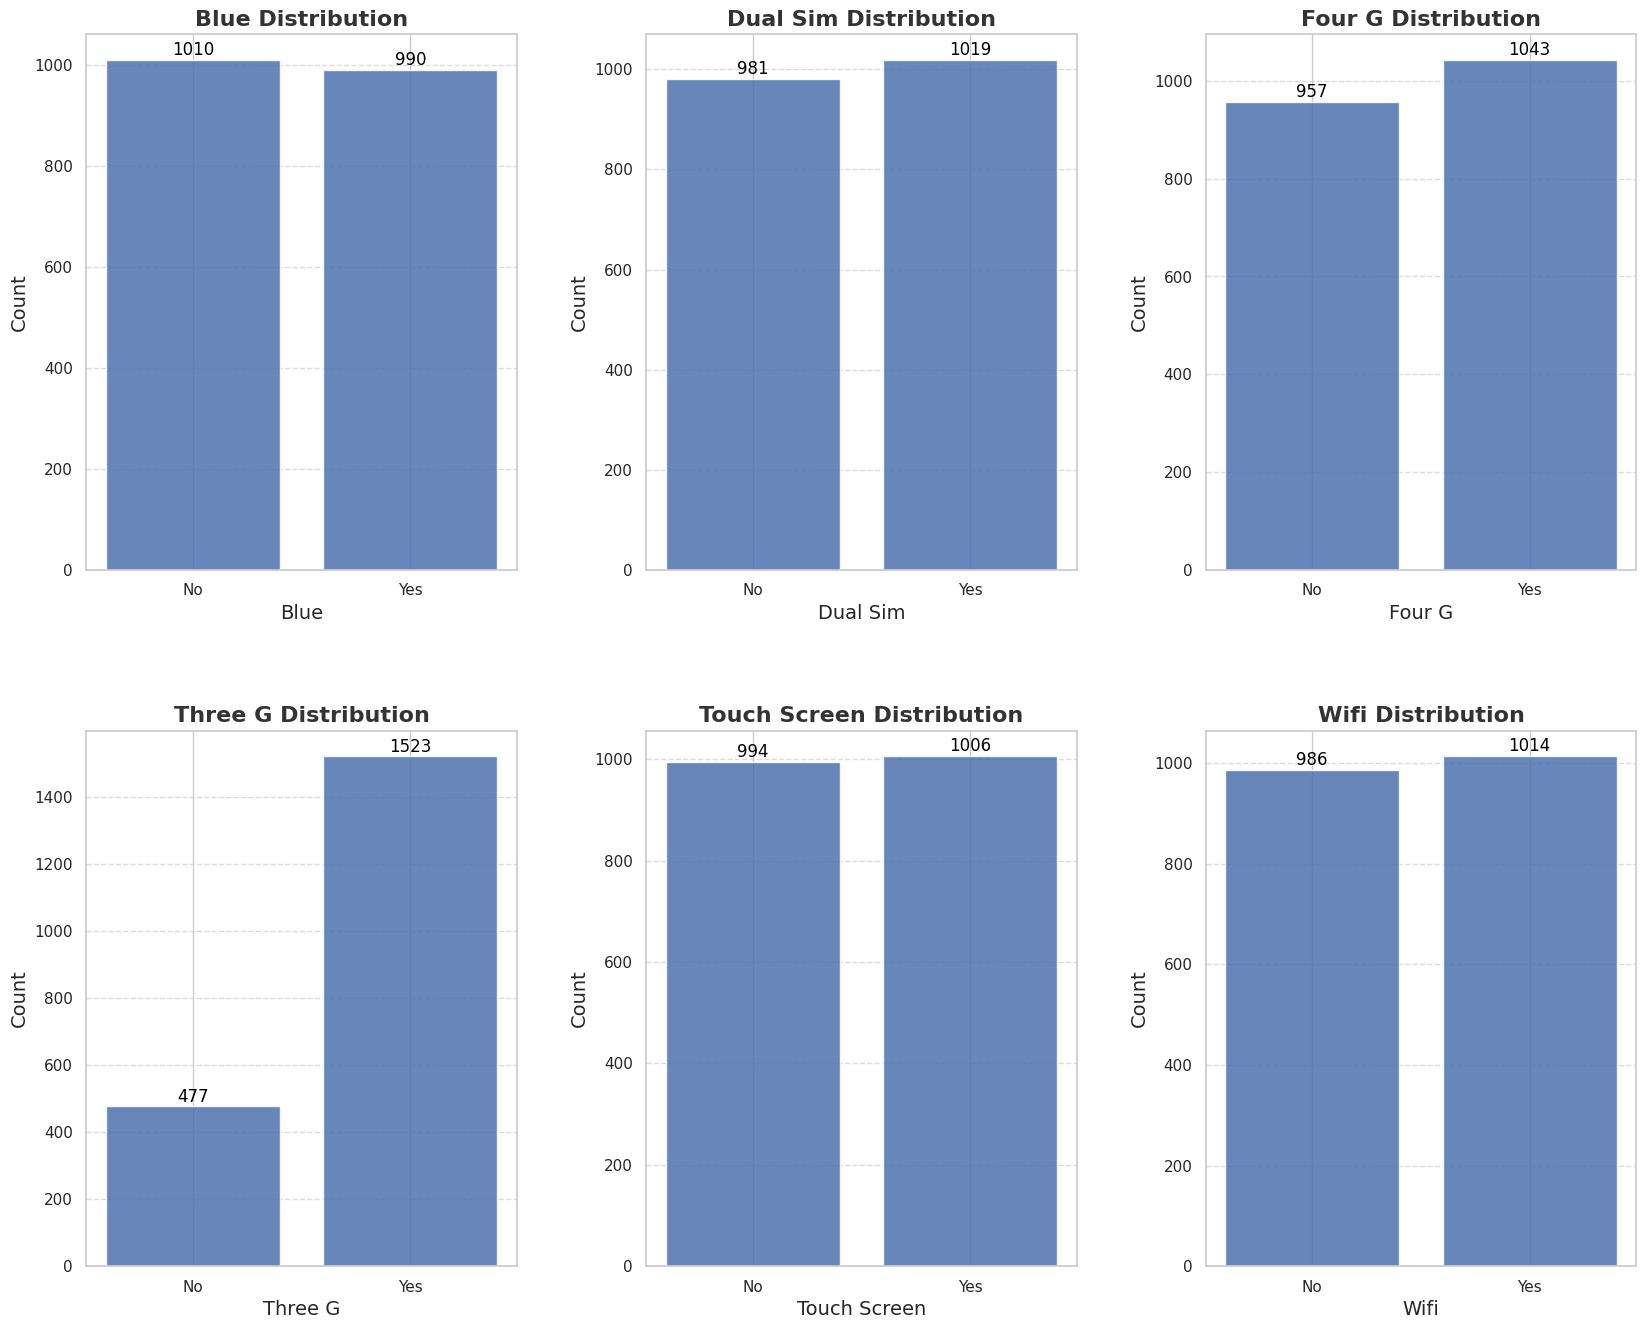 Blue Distribution
1010
990
1000
800
600
400
200
0
Count
No
Yes
Blue
Dual Sim Distribution
981
1019
1000
800
600
400
200
0
Count
No
Yes
Dual Sim
Four G Distribution
957
1043
1000
800
600
400
200
0
Count
No
Yes
Four G
Three G Distribution
477
1523
1400
1200
1000
800
600
400
200
0
Count
No
Yes
Three G
Touch Screen Distribution
994
1006
1000
800
600
400
200
0
Count
No
Yes
Touch Screen
Wifi Distribution
986
1014
1000
800
600
400
200
0
Count
No
Yes
Wifi